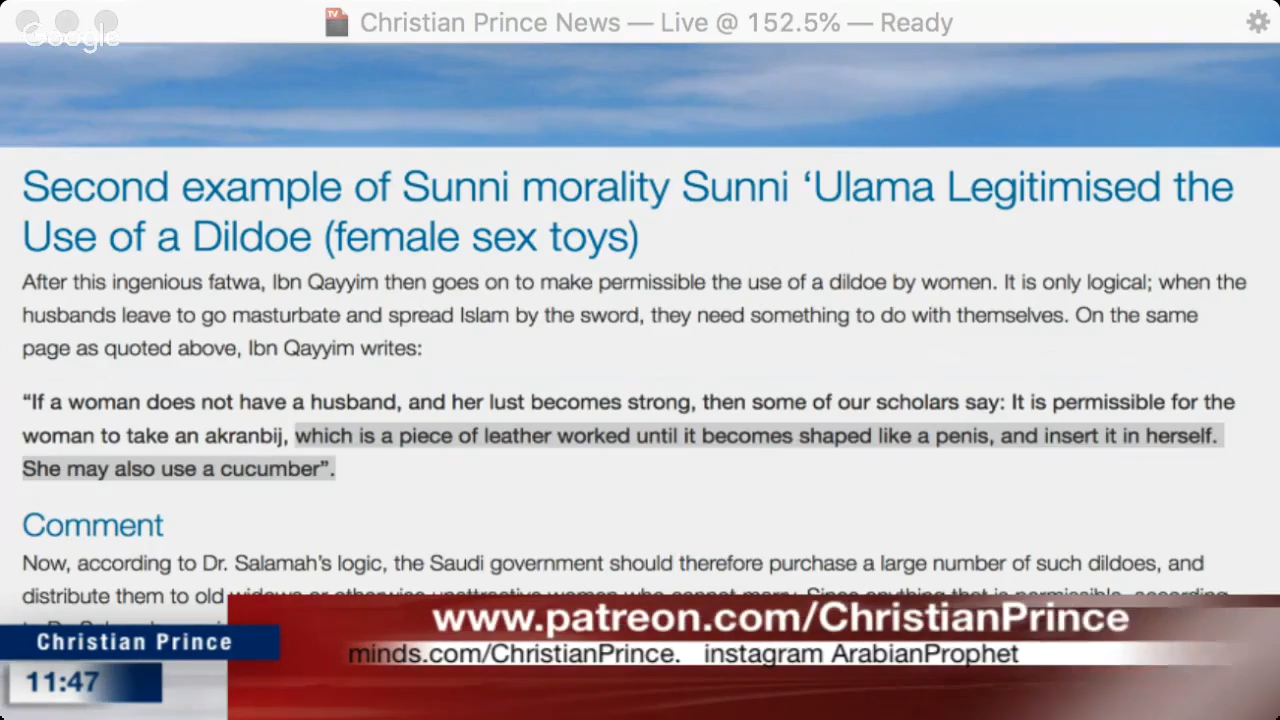 Christian Prince News — Live @ 152.5% — Ready
Google
Second example of Sunni morality Sunni ‘Ulama Legitimised the
Use of a Dildoe (female sex toys)
After this ingenious fatwa, Ibn Qayyim then goes on to make permissible the use of a dildoe by women. It is only logical; when the
husbands leave to go masturbate and spread Islam by the sword, they need something to do with themselves. On the same
page as quoted above, Ibn Qayyim writes:
“If a woman does not have a husband, and her lust becomes strong, then some of our scholars say: It is permissible for the
woman to take an akranbij, which is a piece of leather worked until it becomes shaped like a penis, and insert it in herself.
She may also use a cucumber”.
Comment
Now, according to Dr. Salamah’s logic, the Saudi government should therefore purchase a large number of such dildoes, and
distribute them to old
www.patreon.com/ChristianPrince
Christian Prince
minds.com/ChristianPrince. instagram ArabianProphet
11:47